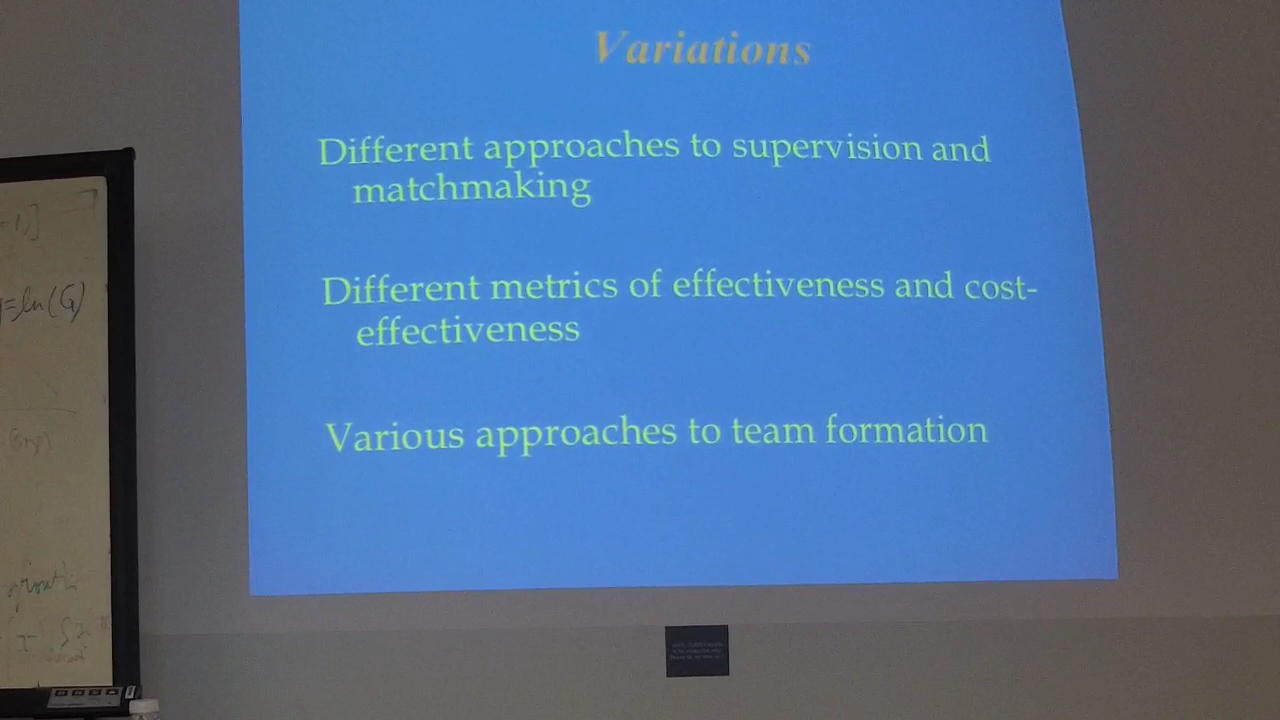 Variations
Different approaches to supervision and
matchmaking
Different metrics of effectiveness and cost-
effectiveness
Various approaches to team formation
=ln(G)